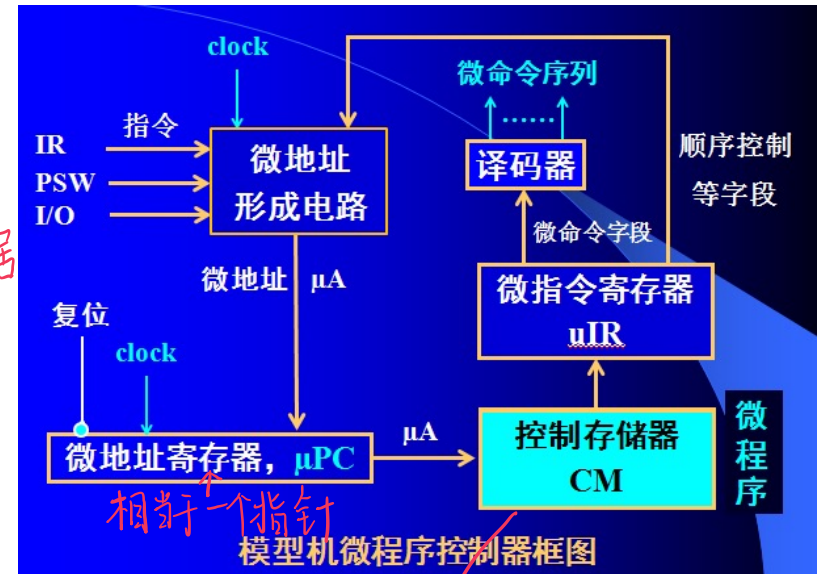 clock
微命令序列
IR
指令
PSW
I/O
微地址
形成电路
……
译码器
顺序控制
等字段
微命令字段
微地址 μA
微指令寄存器
uIR
复位
clock
微地址寄存器，μPC
μA
控制存储器
CM
微程序
相当于一个指针
模型机微程序控制器框图